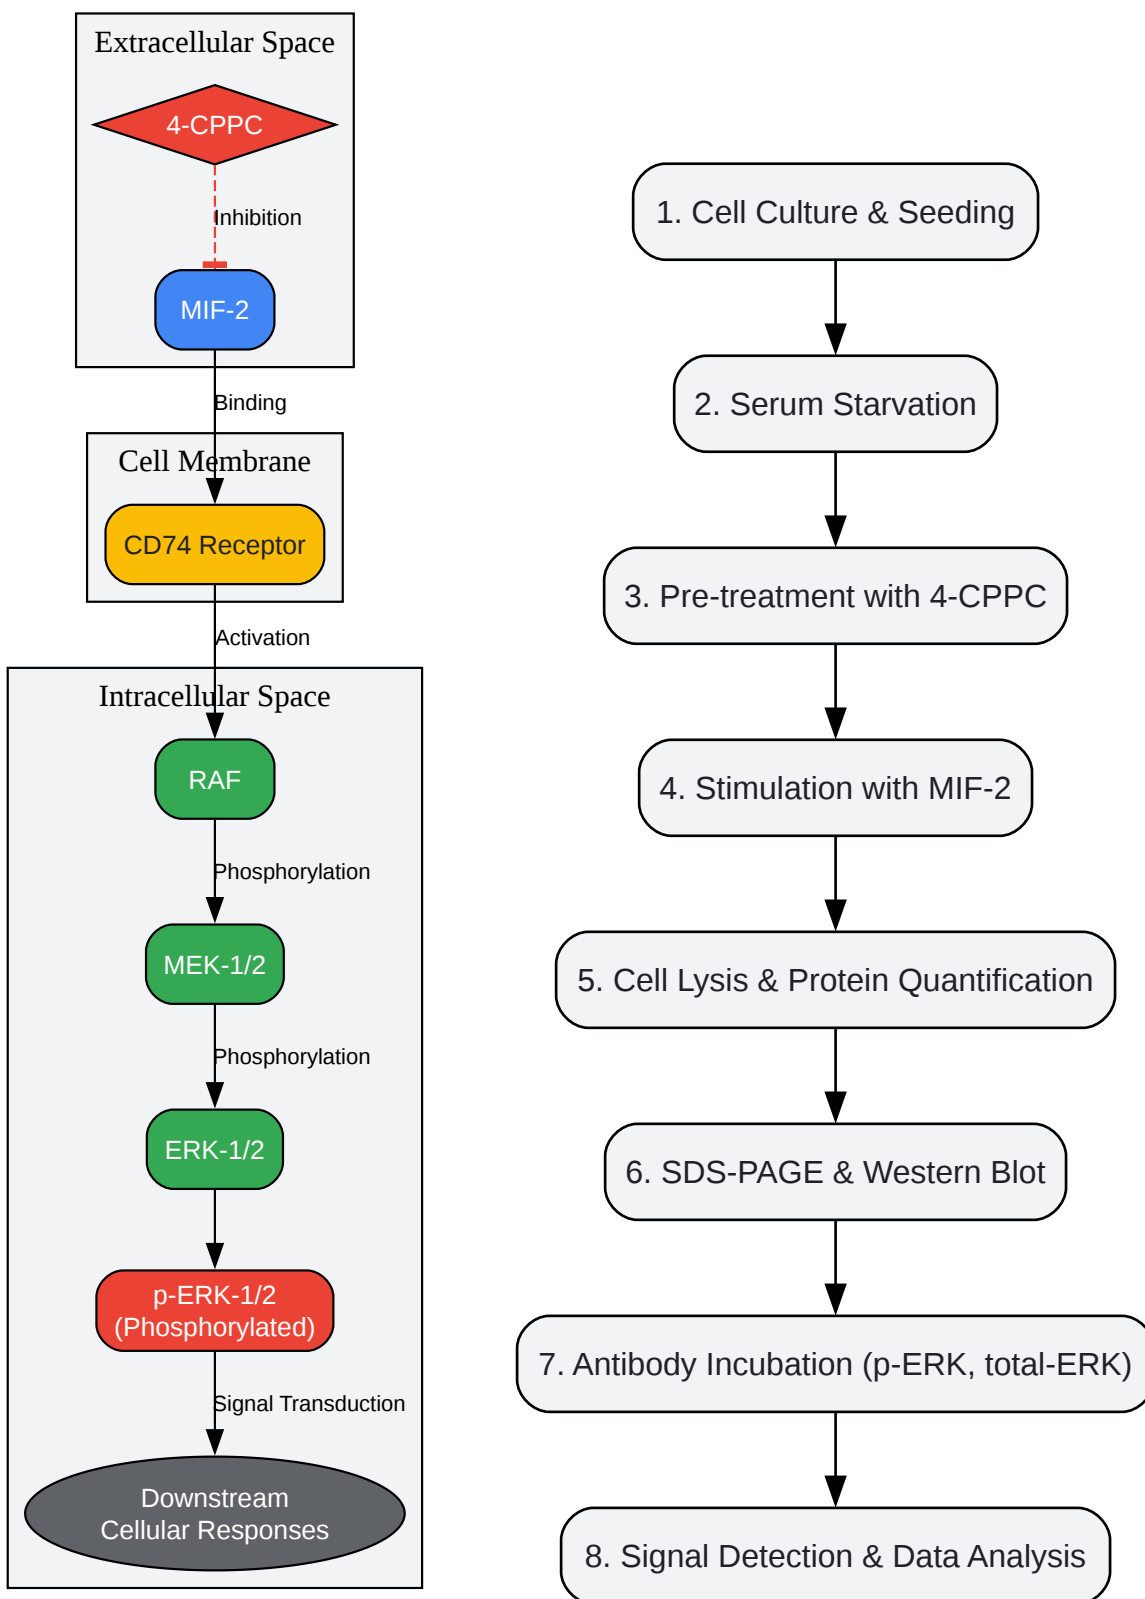 Extracellular Space
4-CPPC
Inhibition
MIF-2
Binding
Cell Membrane
CD74 Receptor
Activation
Intracellular Space
RAF
Phosphorylation
MEK-1/2
Phosphorylation
ERK-1/2
p-ERK-1/2
(Phosphorylated)
Signal Transduction
Downstream
Cellular Responses
1. Cell Culture & Seeding
2. Serum Starvation
3. Pre-treatment with 4-CPPC
4. Stimulation with MIF-2
5. Cell Lysis & Protein Quantification
6. SDS-PAGE & Western Blot
7. Antibody Incubation (p-ERK, total-ERK)
8. Signal Detection & Data Analysis